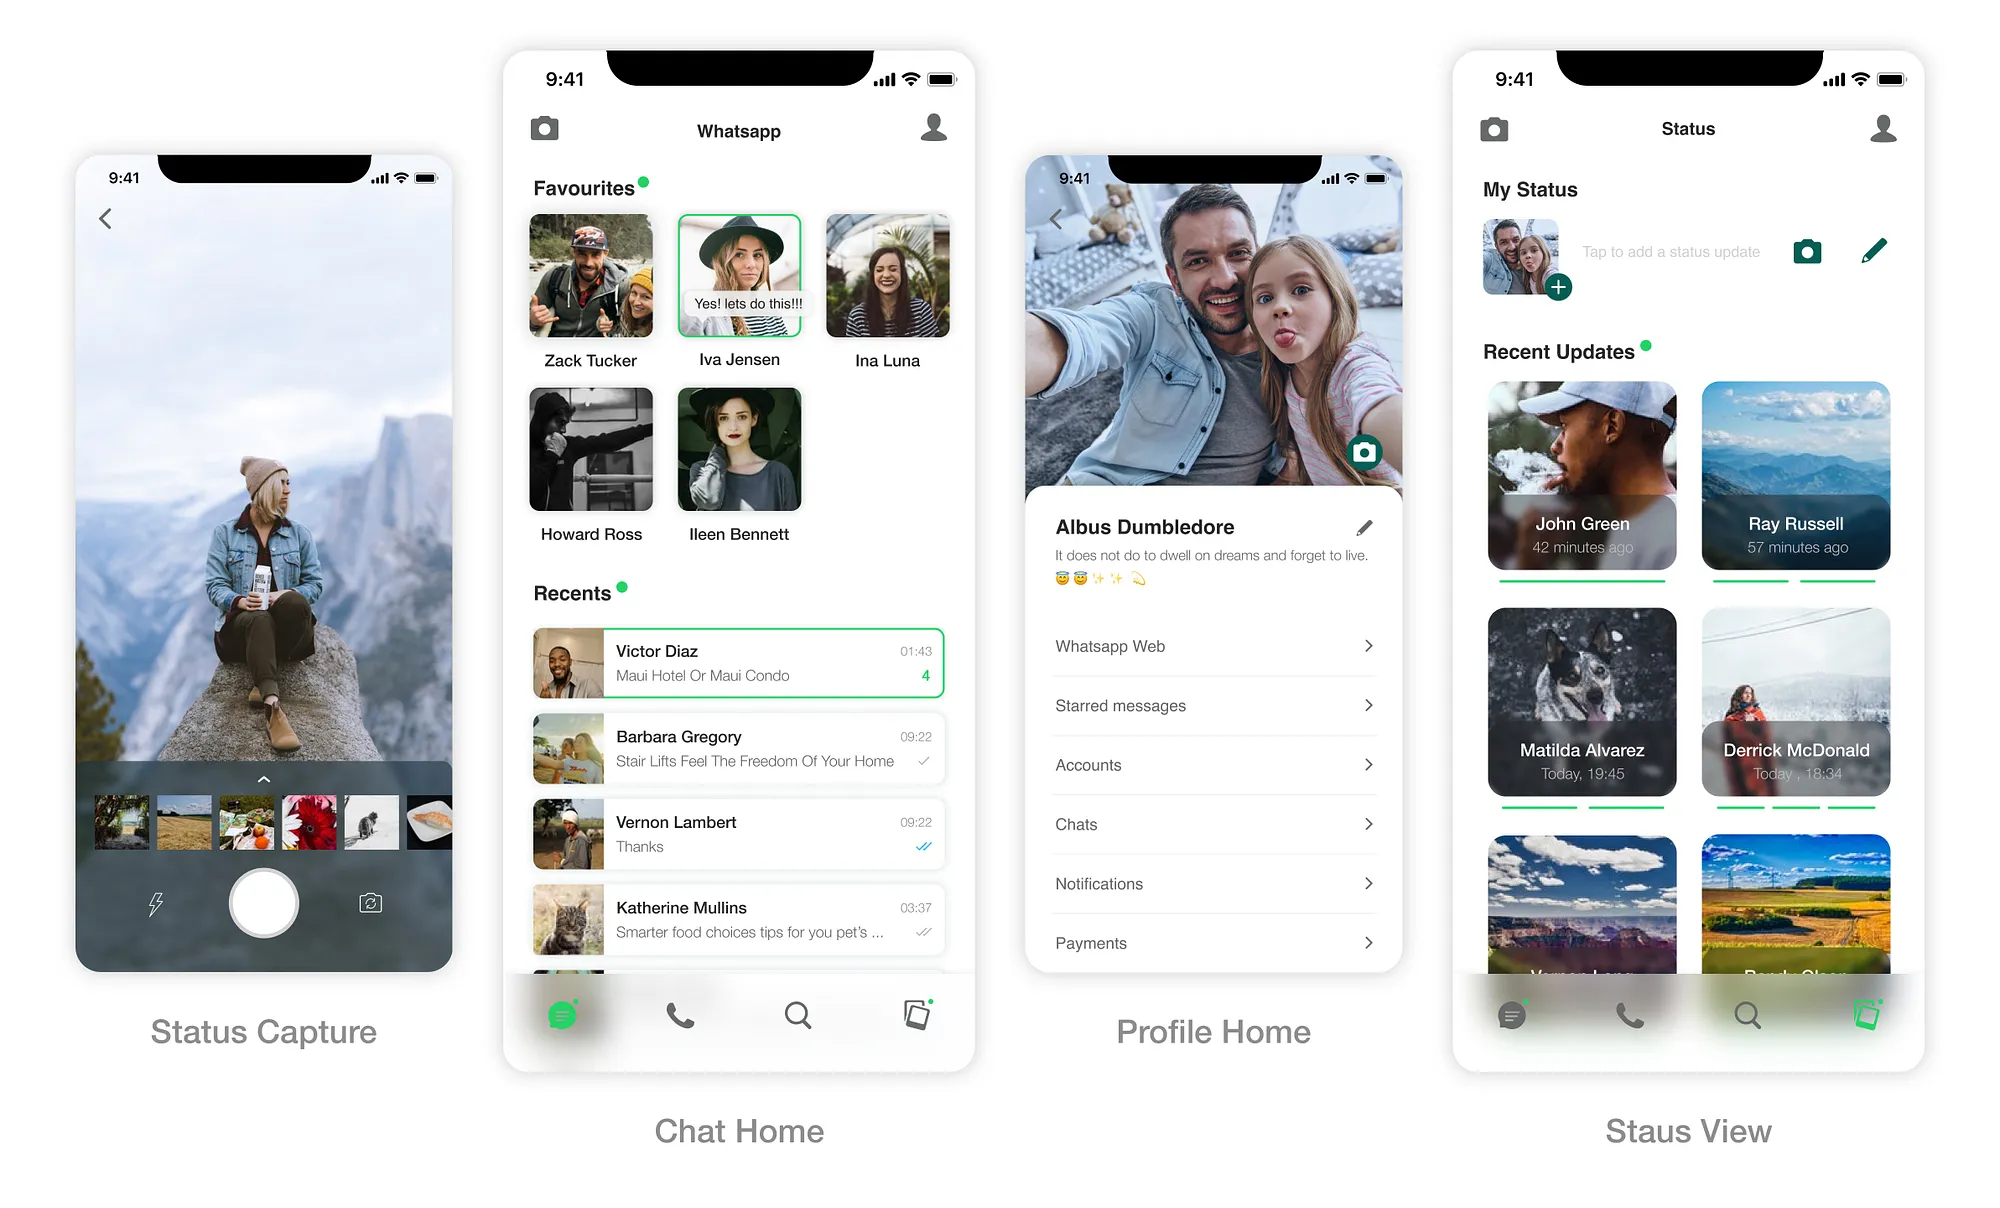 9:41
Status Capture
9:41
Whatsapp
Favourites
Yes! lets do this!!!
Zack Tucker
Iva Jensen
Ina Luna
Howard Ross
Ileen Bennett
Recents
Victor Diaz
01:43
Maui Hotel Or Maui Condo
4
Barbara Gregory
09:22
Stair Lifts Feel The Freedom Of Your Home
Vernon Lambert
09:22
Thanks
Katherine Mullins
03:37
Smarter food choices tips for you pet's ...
Chat Home
9:41
Albus Dumbledore
It does not do to dwell on dreams and forget to live.
😇😇✨✨ 💫
Whatsapp Web
Starred messages
Accounts
Chats
Notifications
Payments
Profile Home
9:41
Status
My Status
Tap to add a status update
Recent Updates
John Green
42 minutes ago
Ray Russell
57 minutes ago
Matilda Alvarez
Today, 19:45
Derrick McDonald
Today , 18:34
Staus View